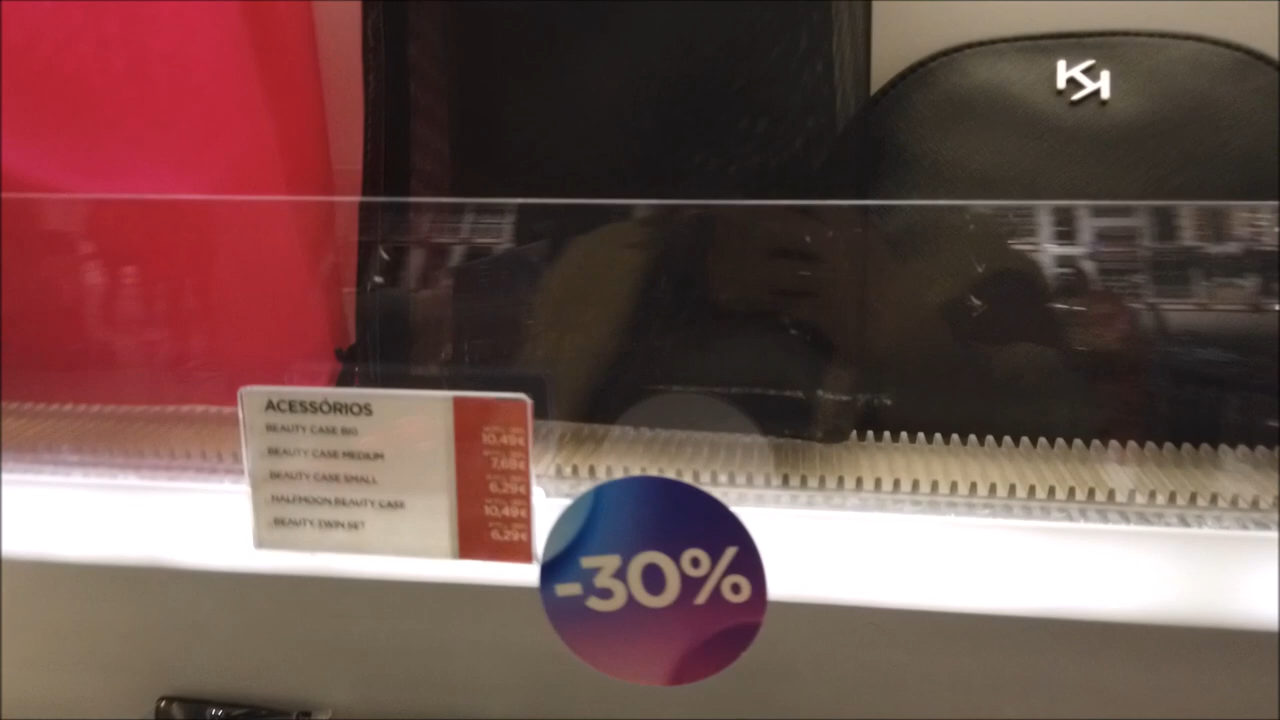 KK
ACESSÓRIOS
BEAUTY CASE BIG 10,49€
BEAUTY CASE MEDIUM 7,69€
BEAUTY CASE SMALL 6,29€
HALFMOON BEAUTY CASE 10,49€
BEAUTY TWIN SET 6,29€
-30%